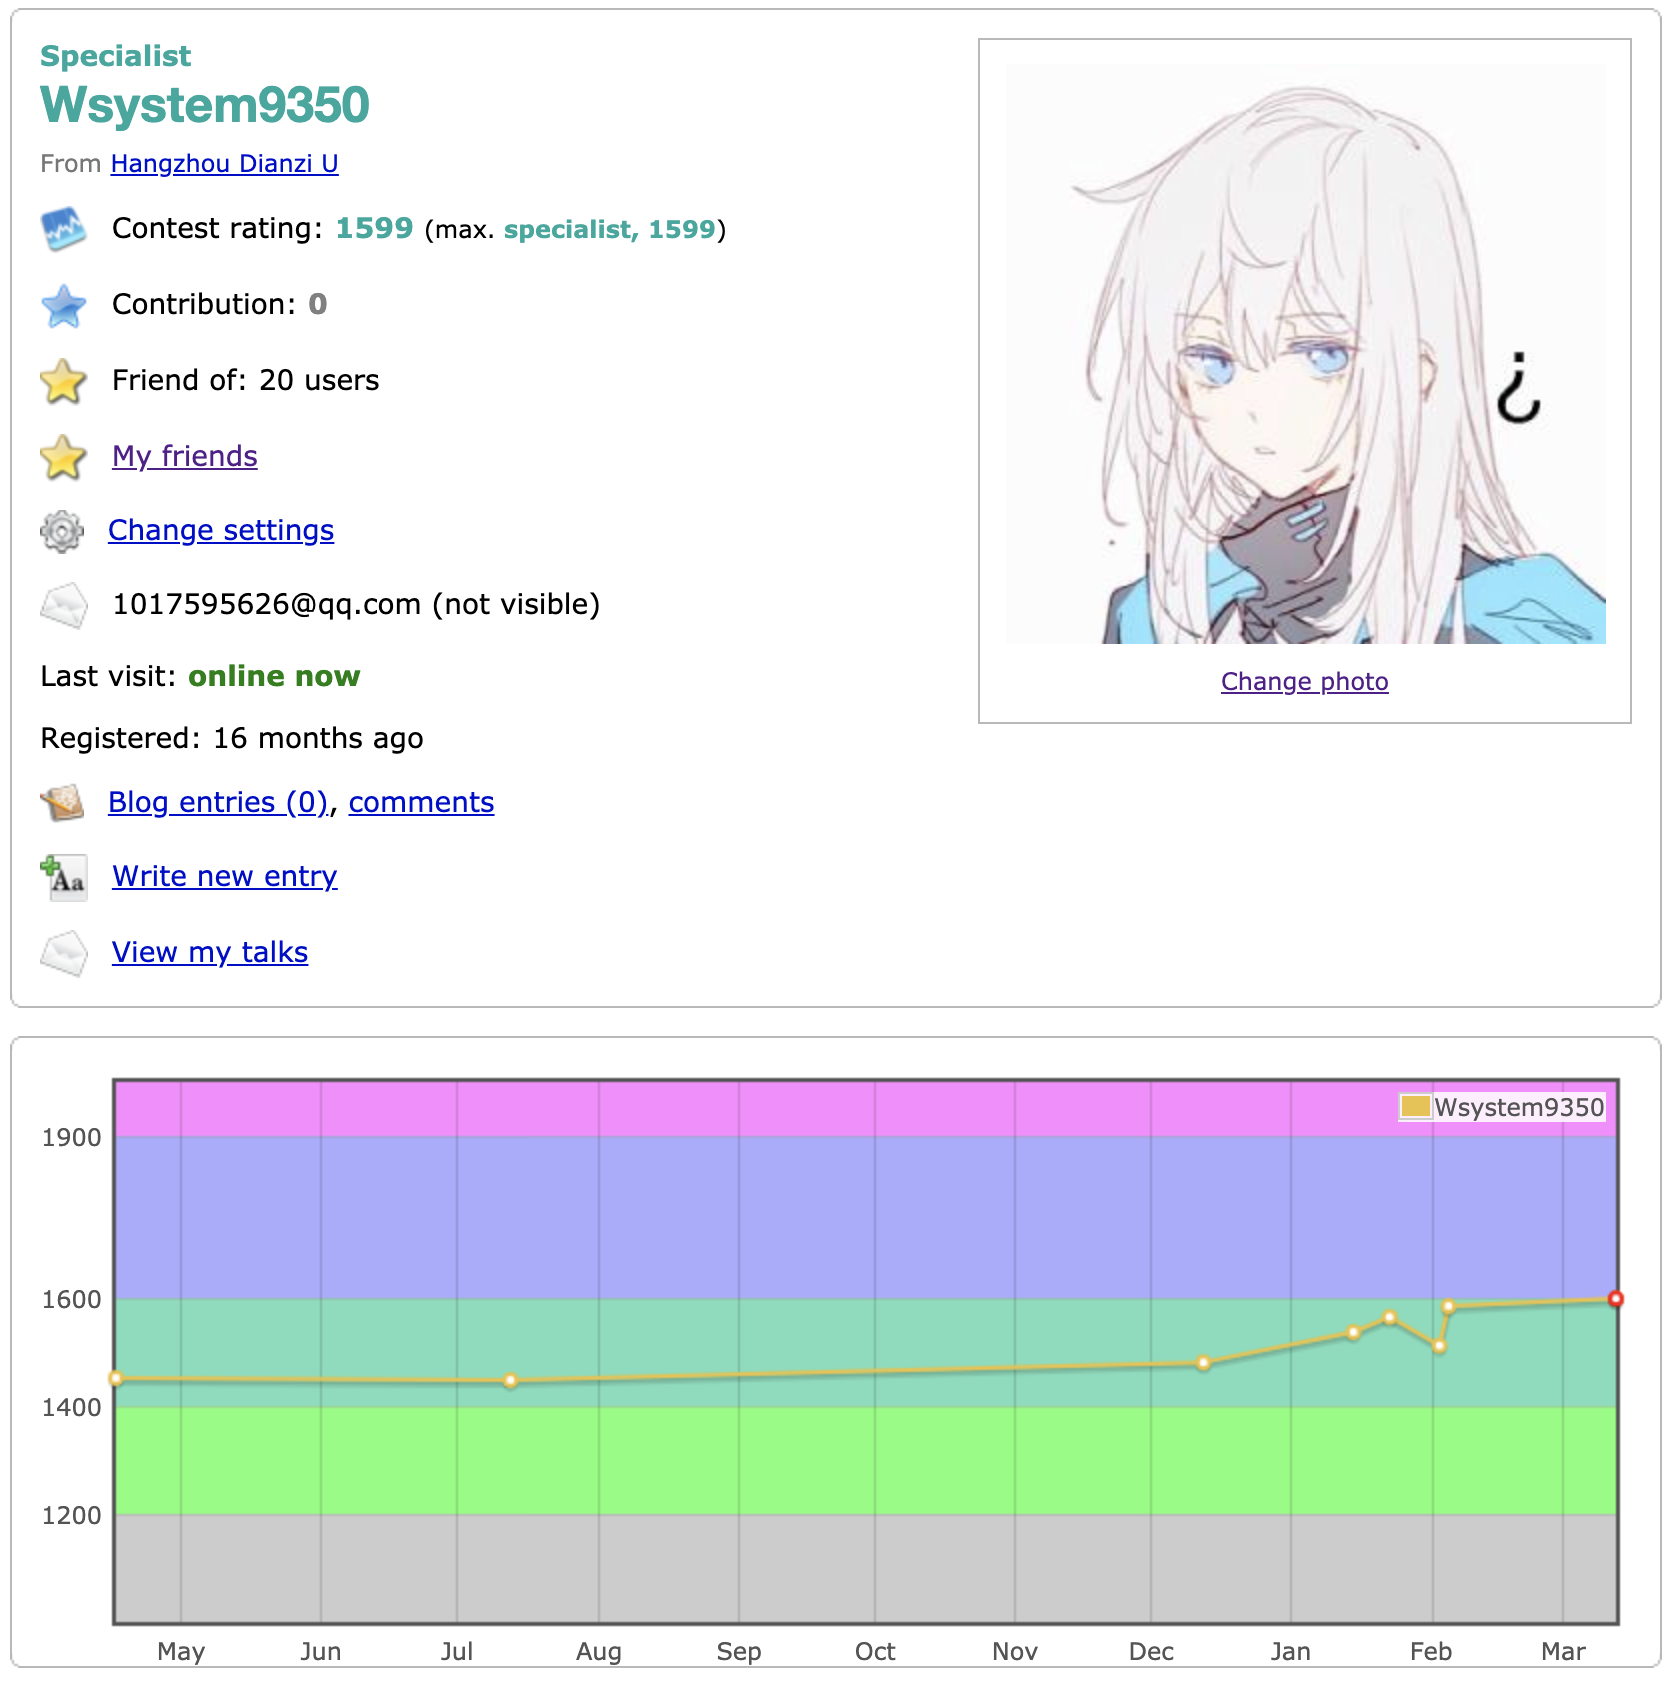 Specialist
Wsystem9350
From Hangzhou Dianzi U
Contest rating: 1599 (max. specialist, 1599)
Contribution: 0
Friend of: 20 users
My friends
Change settings
1017595626@qq.com (not visible)
Last visit: online now
Registered: 16 months ago
Blog entries (0), comments
Aa
Write new entry
View my talks
¿
Change photo
Wsystem9350
1900
1600
1400
1200
May Jun Jul Aug Sep Oct Nov Dec Jan Feb Mar